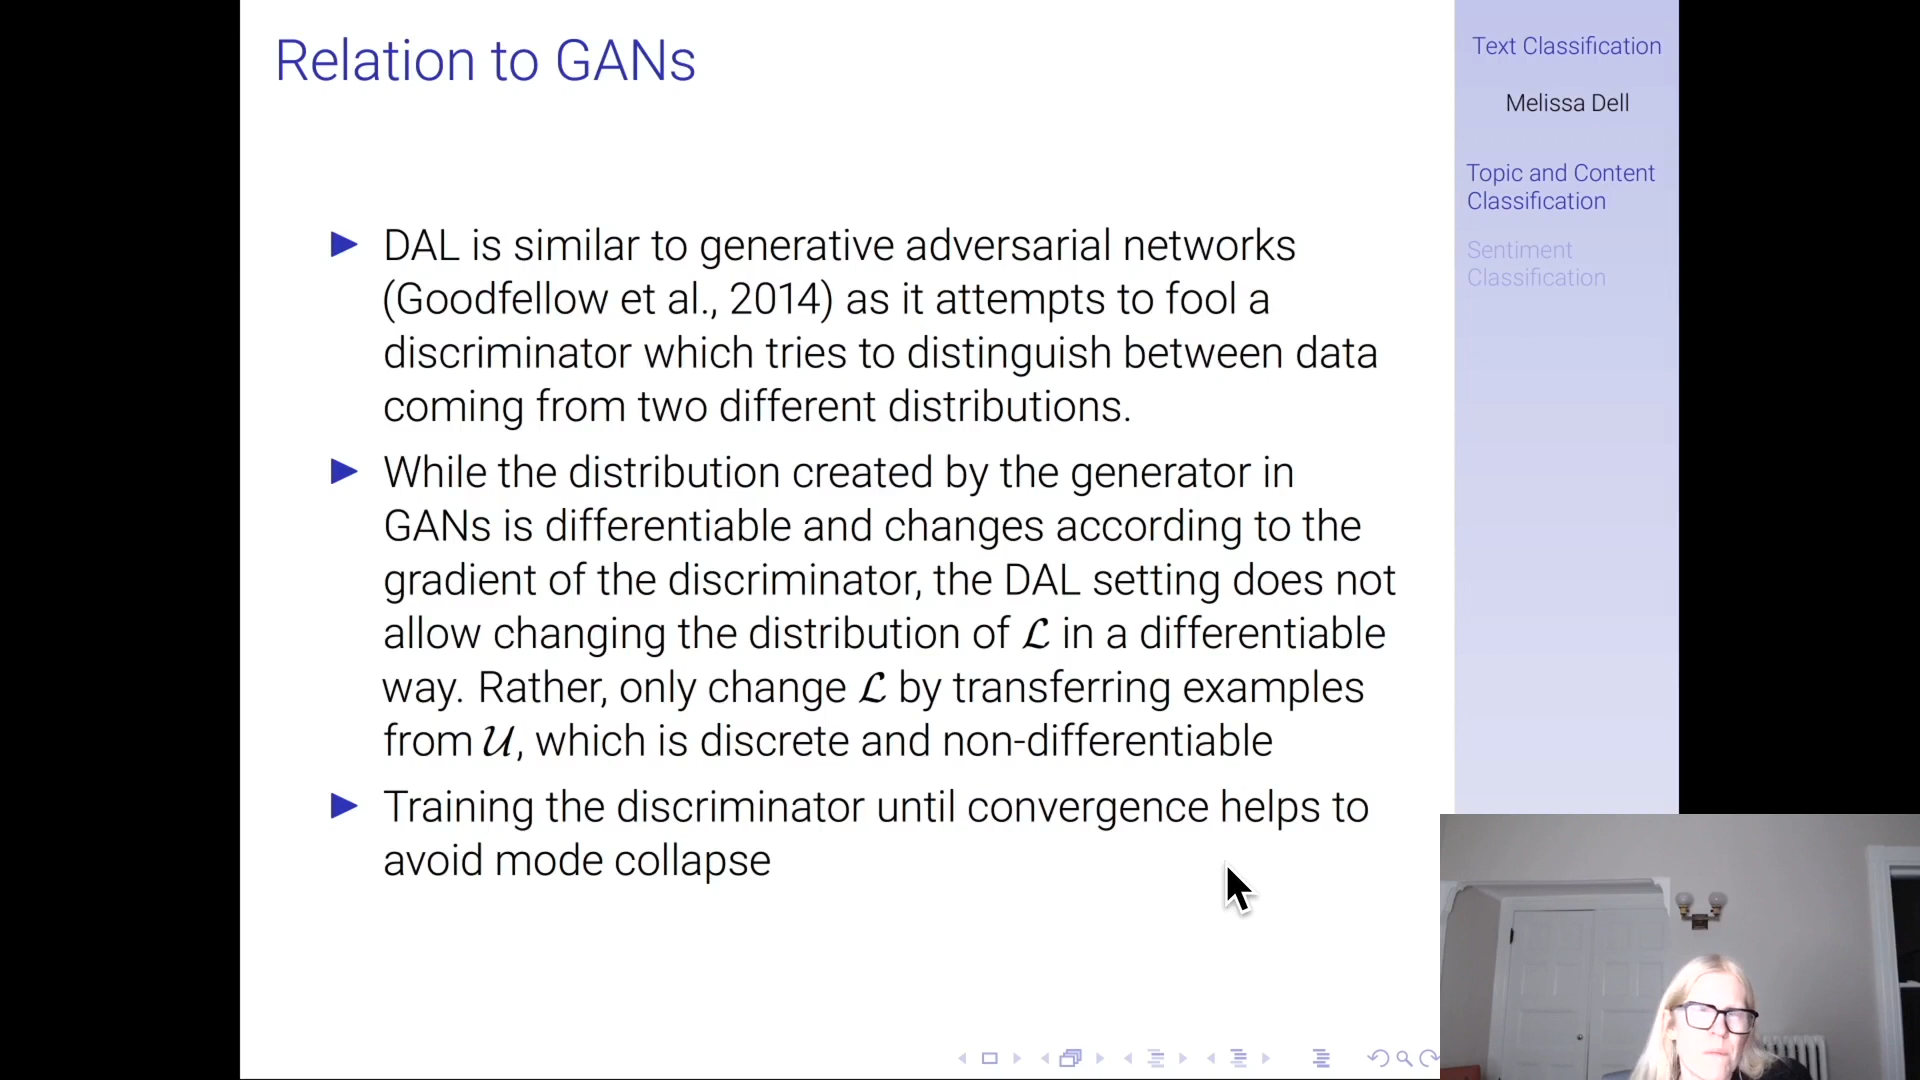 Relation to GANs
DAL is similar to generative adversarial networks
(Goodfellow et al., 2014) as it attempts to fool a
discriminator which tries to distinguish between data
coming from two different distributions.
While the distribution created by the generator in
GANs is differentiable and changes according to the
gradient of the discriminator, the DAL setting does not
allow changing the distribution of ℒ in a differentiable
way. Rather, only change ℒ by transferring examples
from 𝒰, which is discrete and non-differentiable
Training the discriminator until convergence helps to
avoid mode collapse
Text Classification
Melissa Dell
Topic and Content
Classification
Sentiment
Classification